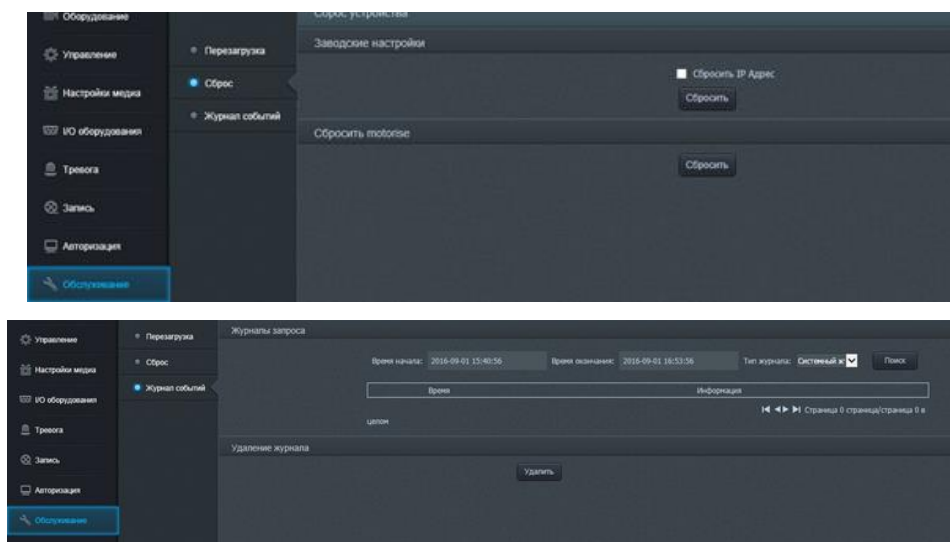 Оборудование
Сброс устройства
Управление
Перезагрузка
Заводские настройки
Сброс
Сбросить IP Адрес
Настройки медиа
Сбросить
Журнал событий
I/O оборудования
Сбросить motorise
Тревога
Сбросить
Запись
Авторизация
Обслуживание
Управление
Перезагрузка
Журналы запроса
Настройки медиа
Сброс
Время начала: 2016-09-01 15:40:56 Время окончания: 2016-09-01 16:53:56 Тип журнала: Системный ж Поиск
Журнал событий
I/O оборудования
Время Информация
Страница 0 страница/страница 0 в
целом
Тревога
Удаление журнала
Запись
Удалить
Авторизация
Обслуживание